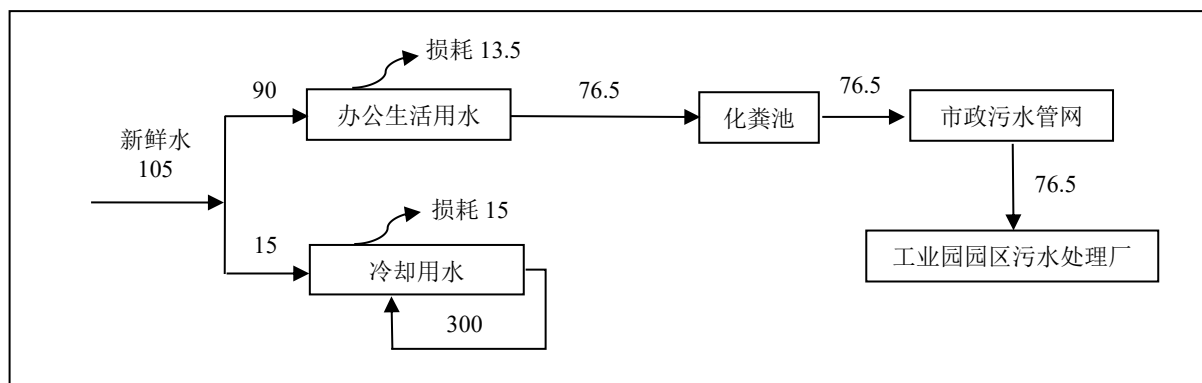 损耗 13.5
90
办公生活用水
76.5
化粪池
76.5
市政污水管网
新鲜水
105
76.5
损耗 15
15
冷却用水
工业园园区污水处理厂
300